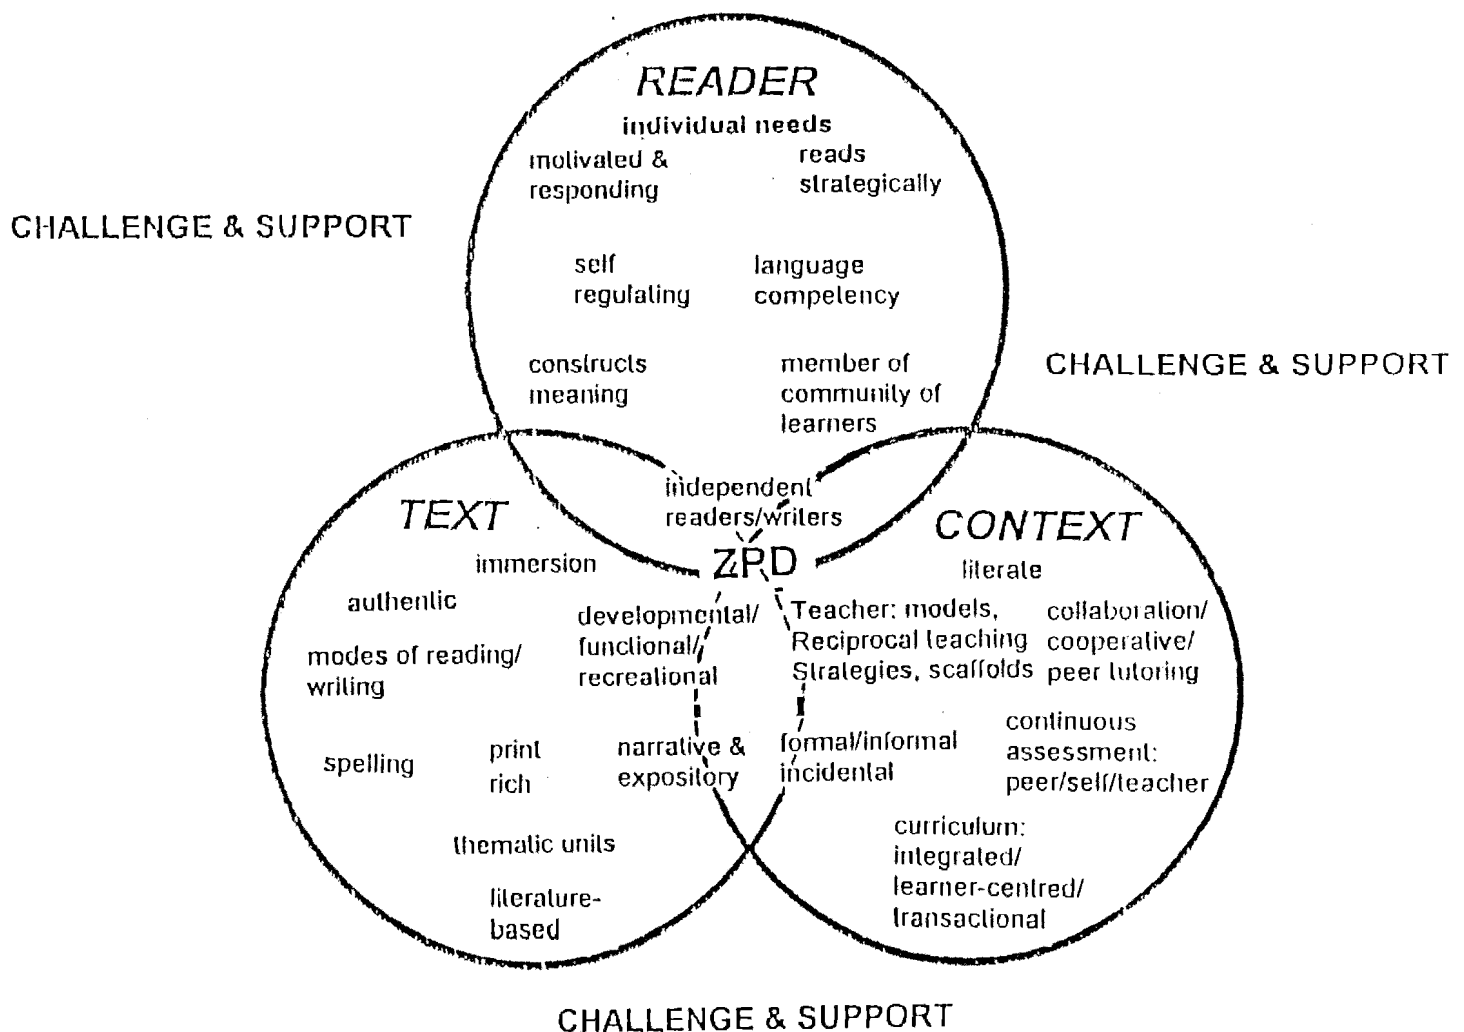 READER
individual needs
motivated &
responding
reads
strategically
CHALLENGE & SUPPORT
self
regulating
language
competency
constructs
meaning
member of
community of
learners
CHALLENGE & SUPPORT
independent
readers/writers
ZPD
TEXT
immersion
authentic
modes of reading/
writing
developmental/
functional/
recreational
spelling
print
rich
narrative &
expository
thematic units
literature-
based
CONTEXT
literate
Teacher: models,
Reciprocal teaching
Strategies, scaffolds
collaboration/
cooperative/
peer tutoring
formal/informal
incidental
continuous
assessment:
peer/self/teacher
curriculum:
integrated/
learner-centred/
transactional
CHALLENGE & SUPPORT